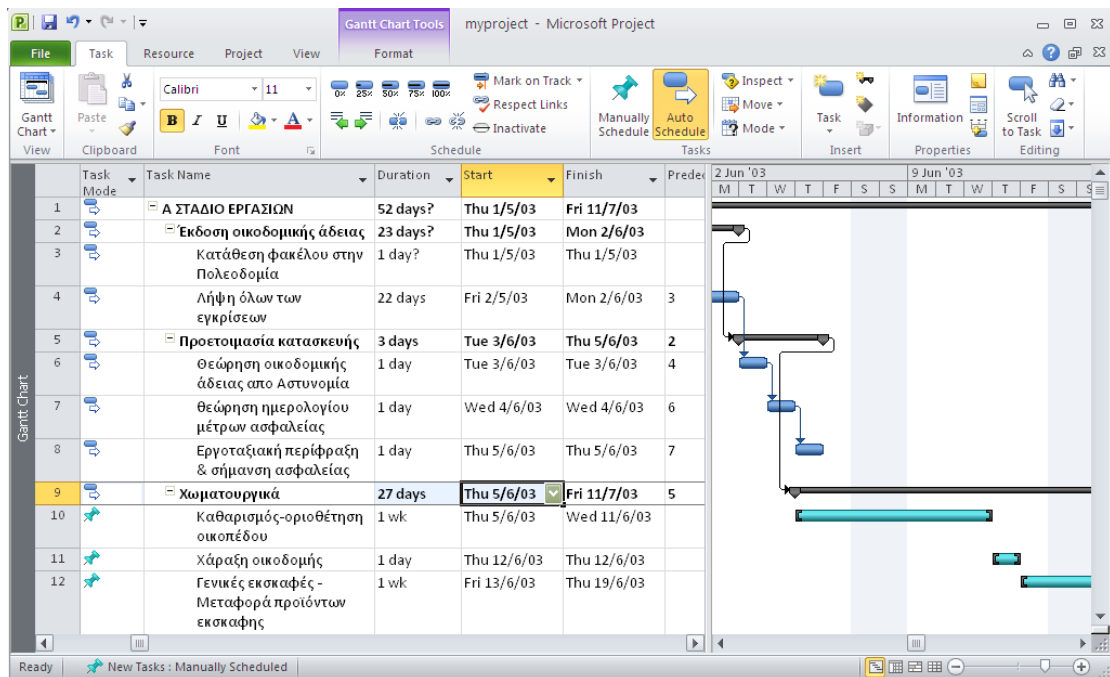 Gantt Chart Tools myproject - Microsoft Project
File Task Resource Project View Format
Gantt Chart
View
Paste
Clipboard
Calibri 11
B I U A
Font
0% 25% 50% 75% 100%
Mark on Track
Respect Links
Inactivate
Schedule
Manually Schedule
Auto Schedule
Inspect
Move
Mode
Tasks
Task
Insert
Information
Properties
Scroll to Task
Editing
Task Mode Task Name Duration Start Finish Predec
2 Jun '03 9 Jun '03
M T W T F S S M T W T F S S
1 Α ΣΤΑΔΙΟ ΕΡΓΑΣΙΩΝ 52 days? Thu 1/5/03 Fri 11/7/03
2 Έκδοση οικοδομικής άδειας 23 days? Thu 1/5/03 Mon 2/6/03
3 Κατάθεση φακέλου στην 1 day? Thu 1/5/03 Thu 1/5/03
Πολεοδομία
4 Λήψη όλων των 22 days Fri 2/5/03 Mon 2/6/03 3
εγκρίσεων
5 Προετοιμασία κατασκευής 3 days Tue 3/6/03 Thu 5/6/03 2
6 Θεώρηση οικοδομικής 1 day Tue 3/6/03 Tue 3/6/03 4
άδειας απο Αστυνομία
7 θεώρηση ημερολογίου 1 day Wed 4/6/03 Wed 4/6/03 6
μέτρων ασφαλείας
8 Εργοταξιακή περίφραξη 1 day Thu 5/6/03 Thu 5/6/03 7
& σήμανση ασφαλείας
9 Χωματουργικά 27 days Thu 5/6/03 Fri 11/7/03 5
10 Καθαρισμός-οριοθέτηση 1 wk Thu 5/6/03 Wed 11/6/03
οικοπέδου
11 Χάραξη οικοδομής 1 day Thu 12/6/03 Thu 12/6/03
12 Γενικές εκσκαφές - 1 wk Fri 13/6/03 Thu 19/6/03
Μεταφορά προϊόντων
εκσκαφης
Gantt Chart
Ready New Tasks : Manually Scheduled